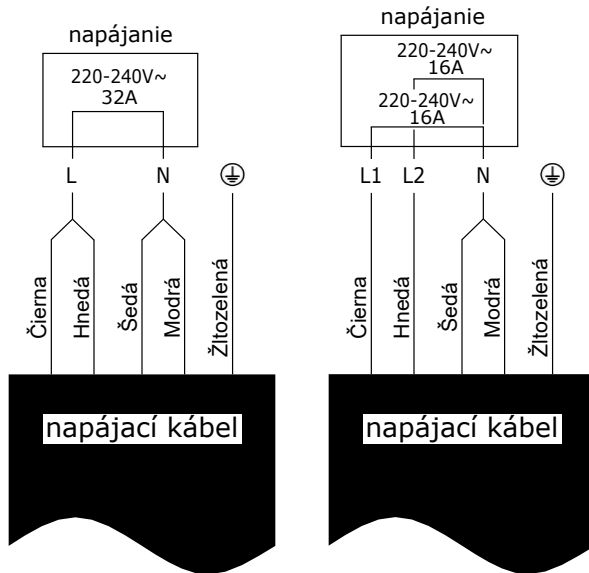 napájanie
220-240V~
32A
L N
Čierna
Hnedá
Šedá
Modrá
Žltozelená
napájací kábel
napájanie
220-240V~
16A
220-240V~
16A
L1 L2 N
Čierna
Hnedá
Šedá
Modrá
Žltozelená
napájací kábel